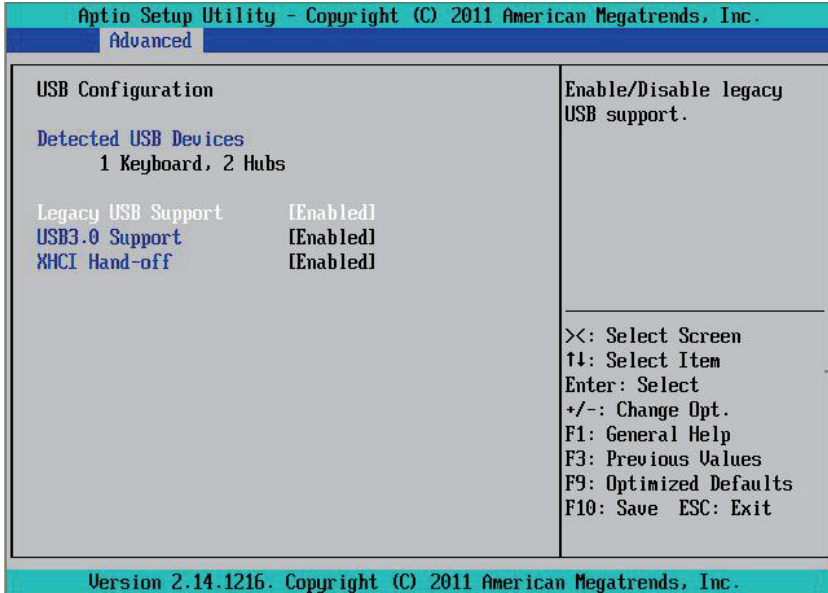 Aptio Setup Utility - Copyright (C) 2011 American Megatrends, Inc.
Advanced
USB Configuration
Detected USB Devices
1 Keyboard, 2 Hubs
Legacy USB Support [Enabled]
USB3.0 Support [Enabled]
XHCI Hand-off [Enabled]
Enable/Disable legacy
USB support.
><: Select Screen
↑↓: Select Item
Enter: Select
+/-: Change Opt.
F1: General Help
F3: Previous Values
F9: Optimized Defaults
F10: Save ESC: Exit
Version 2.14.1216. Copyright (C) 2011 American Megatrends, Inc.